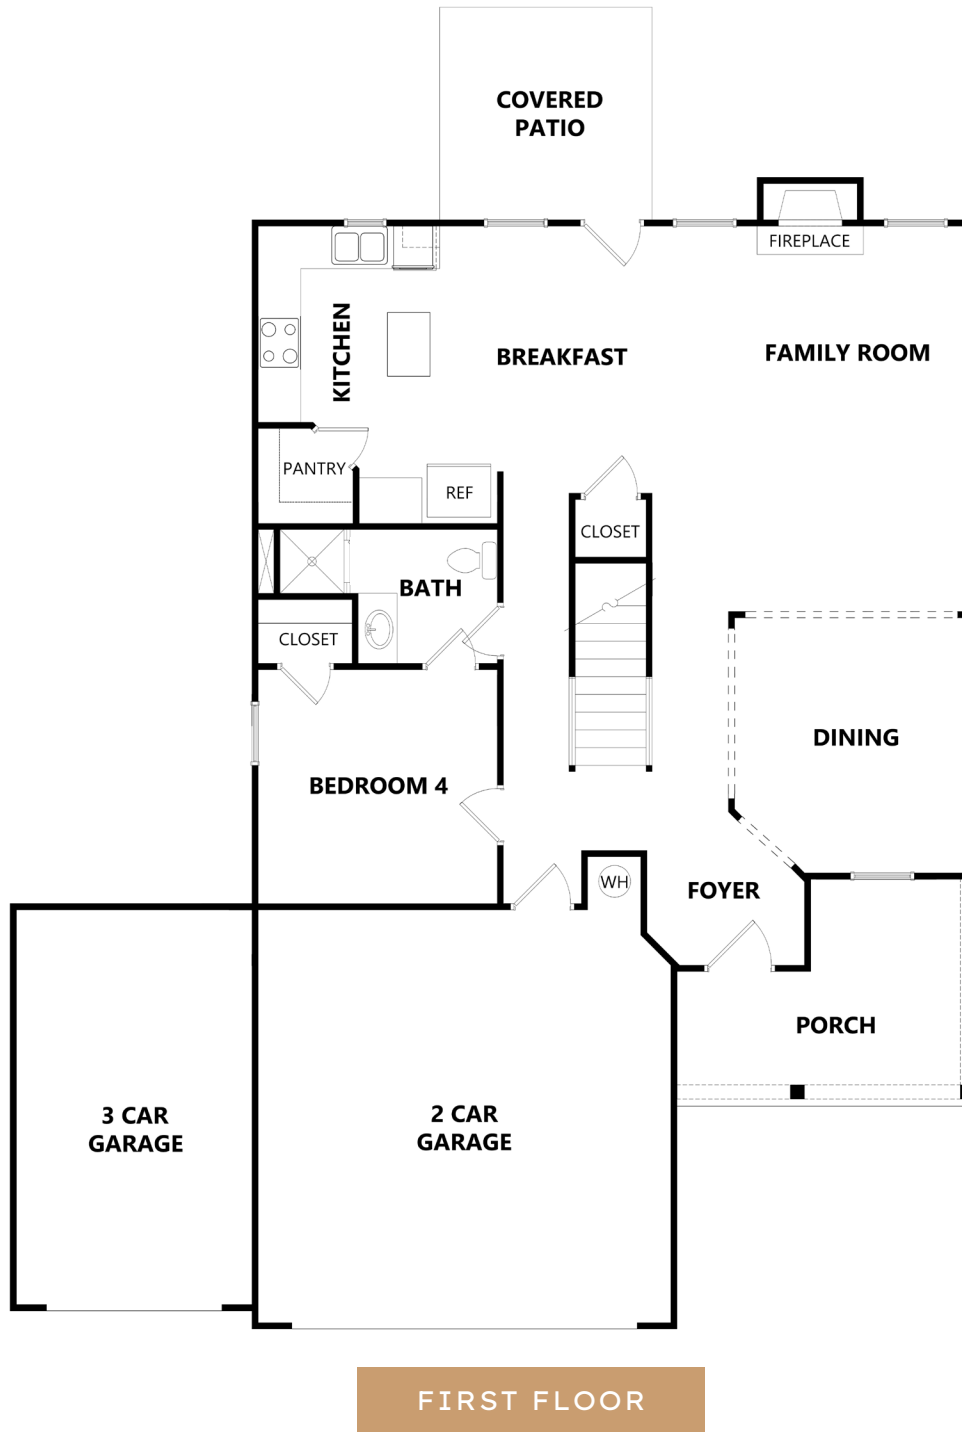 COVERED
PATIO
FIREPLACE
KITCHEN
BREAKFAST
FAMILY ROOM
PANTRY
REF
CLOSET
BATH
CLOSET
DINING
BEDROOM 4
WH
FOYER
PORCH
3 CAR
GARAGE
2 CAR
GARAGE
FIRST FLOOR